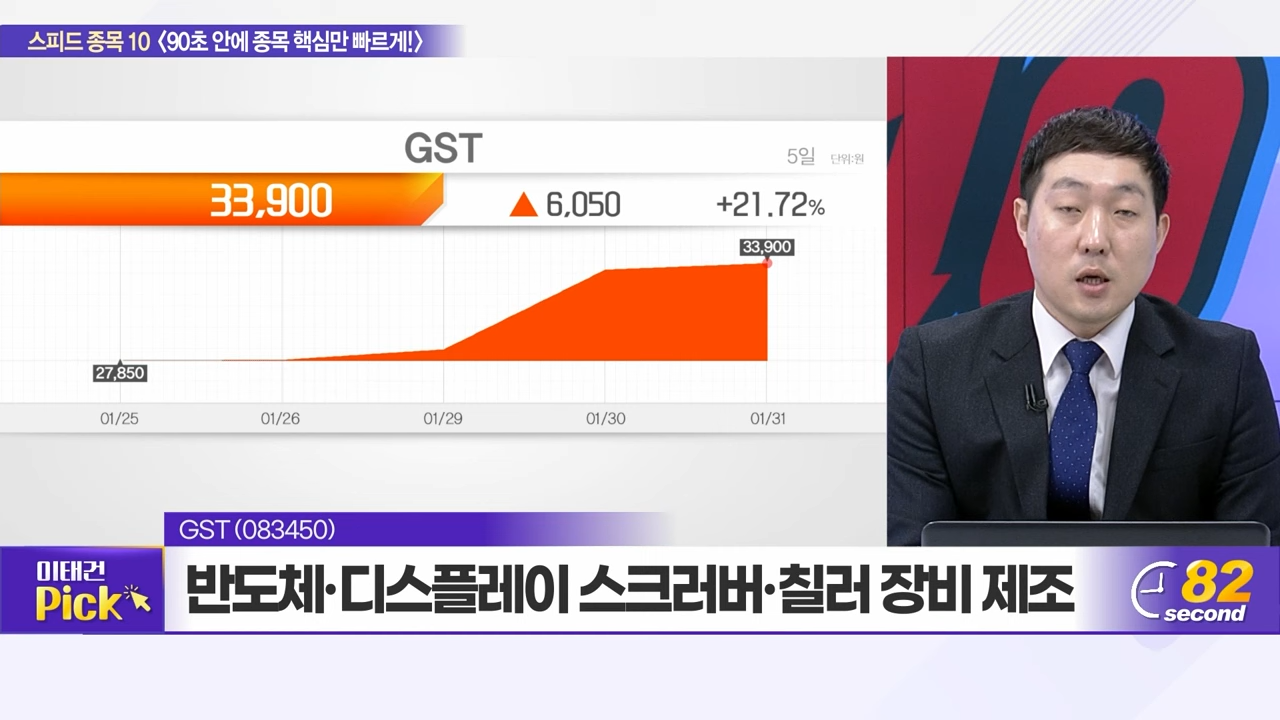 스피드 종목 10 〈90초 안에 종목 핵심만 빠르게!〉
GST
5일 단위:원
33,900 ▲ 6,050 +21.72%
33,900
27,850
01/25 01/26 01/29 01/30 01/31
GST (083450)
이태건
Pick
반도체·디스플레이 스크러버·칠러 장비 제조
82
second